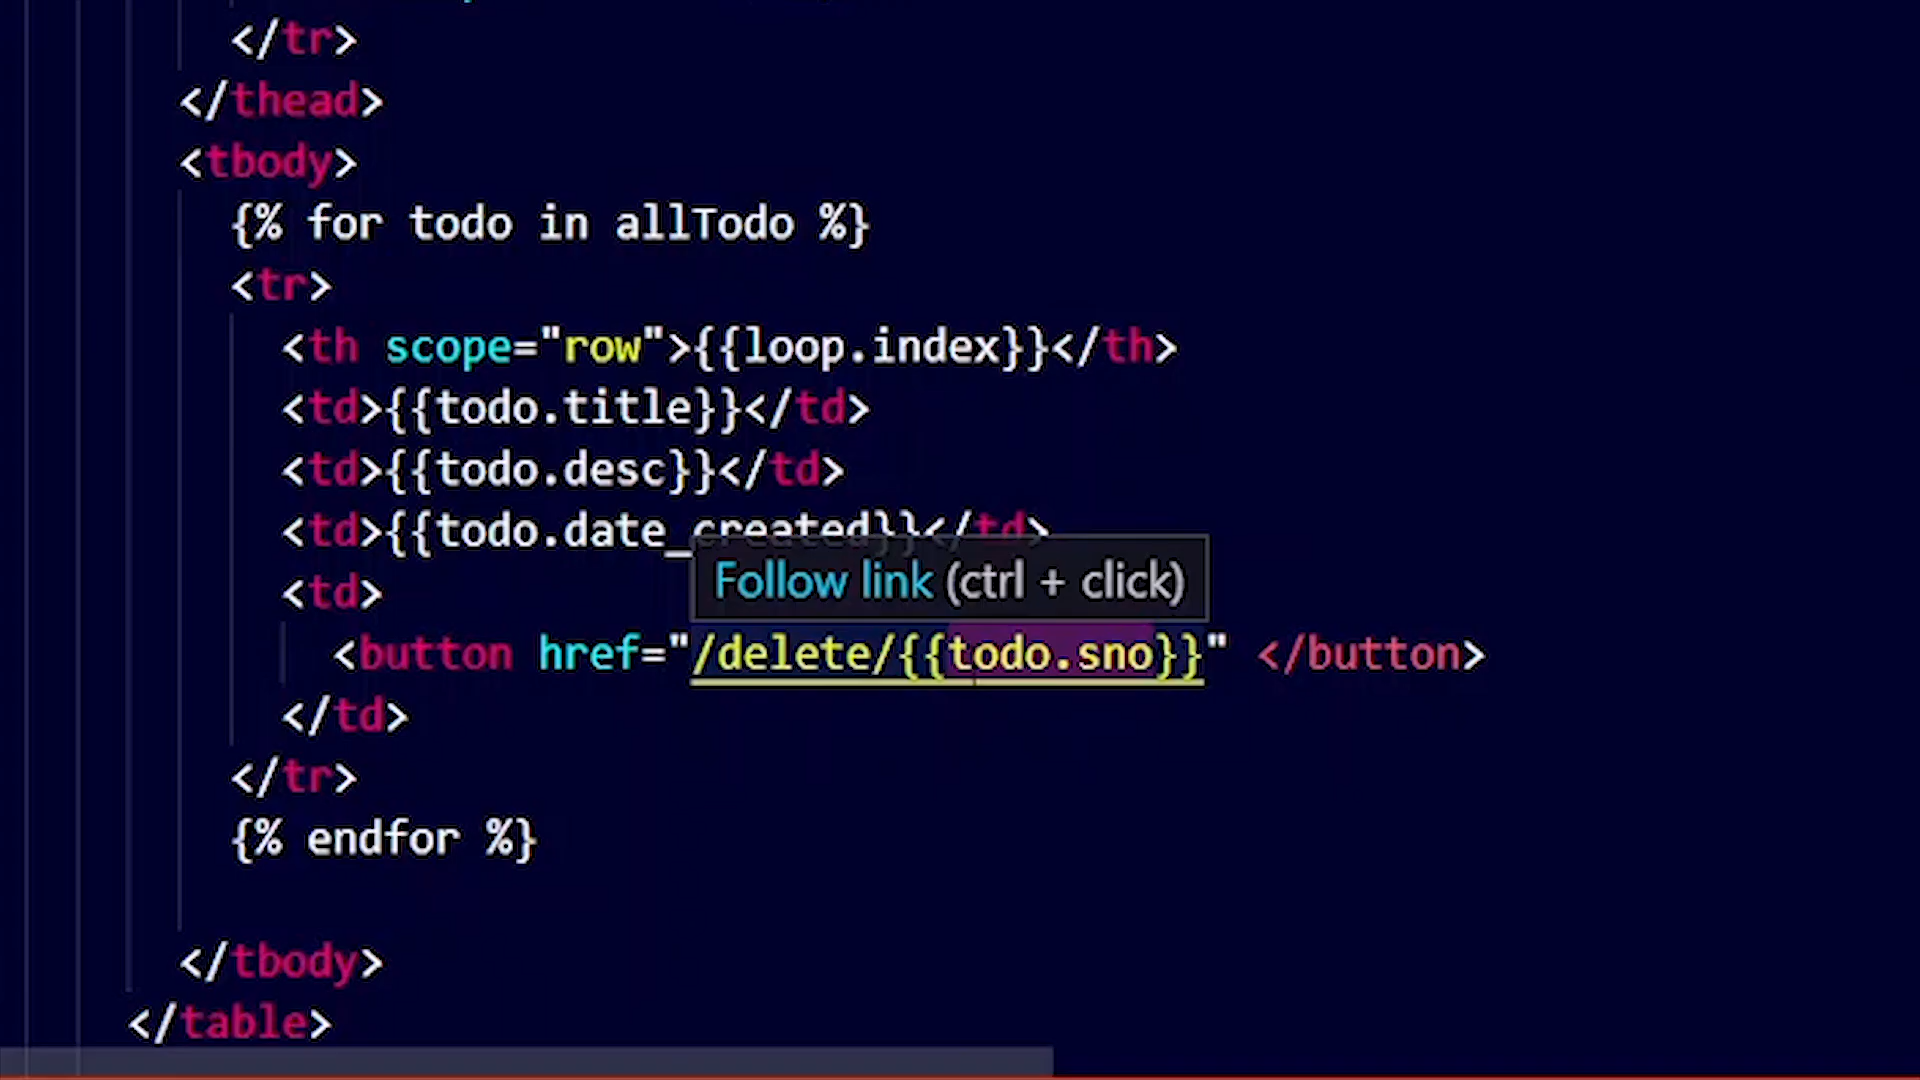 </tr>
</thead>
<tbody>
{% for todo in allTodo %}
<tr>
<th scope="row">{{loop.index}}</th>
<td>{{todo.title}}</td>
<td>{{todo.desc}}</td>
<td>{{todo.date_created}}</td>
<td>
Follow link (ctrl + click)
<button href="/delete/{{todo.sno}}" </button>
</td>
</tr>
{% endfor %}
</tbody>
</table>